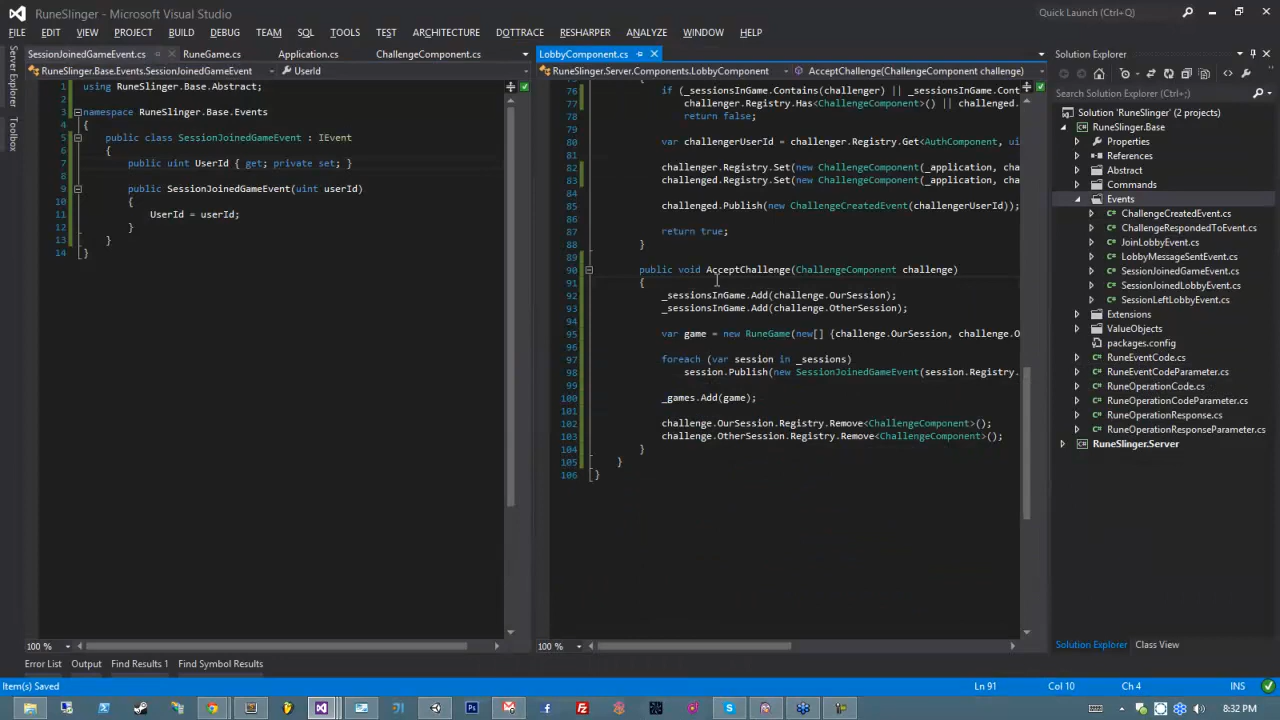 RuneSlinger - Microsoft Visual Studio
Quick Launch (Ctrl+;)
FILE EDIT VIEW PROJECT BUILD DEBUG TEAM SQL TOOLS TEST ARCHITECTURE DOTTRACE RESHARPER ANALYZE WINDOW HELP
Server Explorer
Toolbox
SessionJoinedGameEvent.cs RuneGame.cs Application.cs ChallengeComponent.cs
RuneSlinger.Base.Events.SessionJoinedGameEvent UserId
1 using RuneSlinger.Base.Abstract;
2
3 namespace RuneSlinger.Base.Events
4 {
5 public class SessionJoinedGameEvent : IEvent
6 {
7 public uint UserId { get; private set; }
8
9 public SessionJoinedGameEvent(uint userId)
10 {
11 UserId = userId;
12 }
13 }
14 }
100 %
LobbyComponent.cs
RuneSlinger.Server.Components.LobbyComponent AcceptChallenge(ChallengeComponent challenge)
76 if (_sessionsInGame.Contains(challenger) || _sessionsInGame.Cont
77 challenger.Registry.Has<ChallengeComponent>() || challenged.
78 return false;
79
80 var challengerUserId = challenger.Registry.Get<AuthComponent, ui
81
82 challenger.Registry.Set(new ChallengeComponent(_application, cha
83 challenged.Registry.Set(new ChallengeComponent(_application, cha
84
85 challenged.Publish(new ChallengeCreatedEvent(challengerUserId));
86
87 return true;
88 }
89
90 public void AcceptChallenge(ChallengeComponent challenge)
91 {
92 _sessionsInGame.Add(challenge.OurSession);
93 _sessionsInGame.Add(challenge.OtherSession);
94
95 var game = new RuneGame(new[] {challenge.OurSession, challenge.O
96
97 foreach (var session in _sessions)
98 session.Publish(new SessionJoinedGameEvent(session.Registry.
99
100 _games.Add(game);
101
102 challenge.OurSession.Registry.Remove<ChallengeComponent>();
103 challenge.OtherSession.Registry.Remove<ChallengeComponent>();
104 }
105 }
106 }
100 %
Solution Explorer
Search Solution Explorer (Ctrl+;)
Solution 'RuneSlinger' (2 projects)
RuneSlinger.Base
Properties
References
Abstract
Commands
Events
ChallengeCreatedEvent.cs
ChallengeRespondedToEvent.cs
JoinLobbyEvent.cs
LobbyMessageSentEvent.cs
SessionJoinedGameEvent.cs
SessionJoinedLobbyEvent.cs
SessionLeftLobbyEvent.cs
Extensions
ValueObjects
packages.config
RuneEventCode.cs
RuneEventCodeParameter.cs
RuneOperationCode.cs
RuneOperationCodeParameter.cs
RuneOperationResponse.cs
RuneOperationResponseParameter.cs
RuneSlinger.Server
Solution Explorer Class View
Error List Output Find Results 1 Find Symbol Results
Item(s) Saved Ln 91 Col 10 Ch 4 INS
8:32 PM